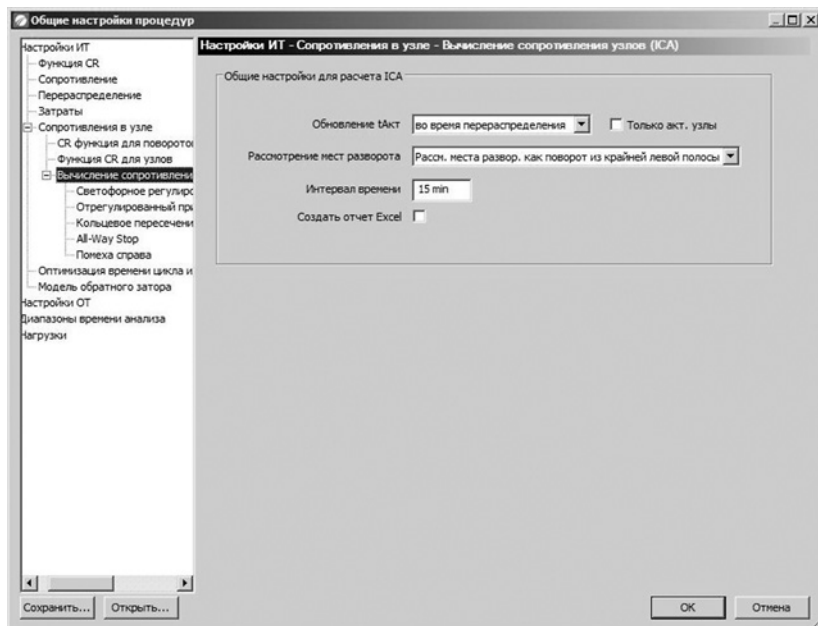 Общие настройки процедур
Настройки ИТ
Функция CR
Сопротивление
Перераспределение
Затраты
Сопротивления в узле
CR функция для поворото
Функция CR для узлов
Вычисление сопротивлени
Светофорное регулирс
Отрегулированный при
Кольцевое пересечени
All-Way Stop
Помеха справа
Оптимизация времени цикла и
Модель обратного затора
Настройки ОТ
Диапазоны времени анализа
Нагрузки
Сохранить...
Открыть...
Настройки ИТ - Сопротивления в узле - Вычисление сопротивления узлов (ICA)
Общие настройки для расчета ICA
Обновление tАкт во время перераспределения Только акт. узлы
Рассмотрение мест разворота Рассм. места развор. как поворот из крайней левой полосы
Интервал времени 15 min
Создать отчет Excel
OK
Отмена